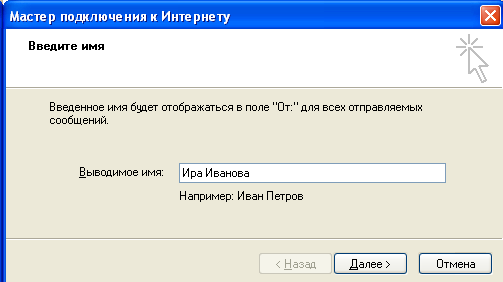 Мастер подключения к Интернету
Введите имя
Введенное имя будет отображаться в поле "От:" для всех отправляемых
сообщений.
Выводимое имя: Ира Иванова
Например: Иван Петров
< Назад Далее > Отмена